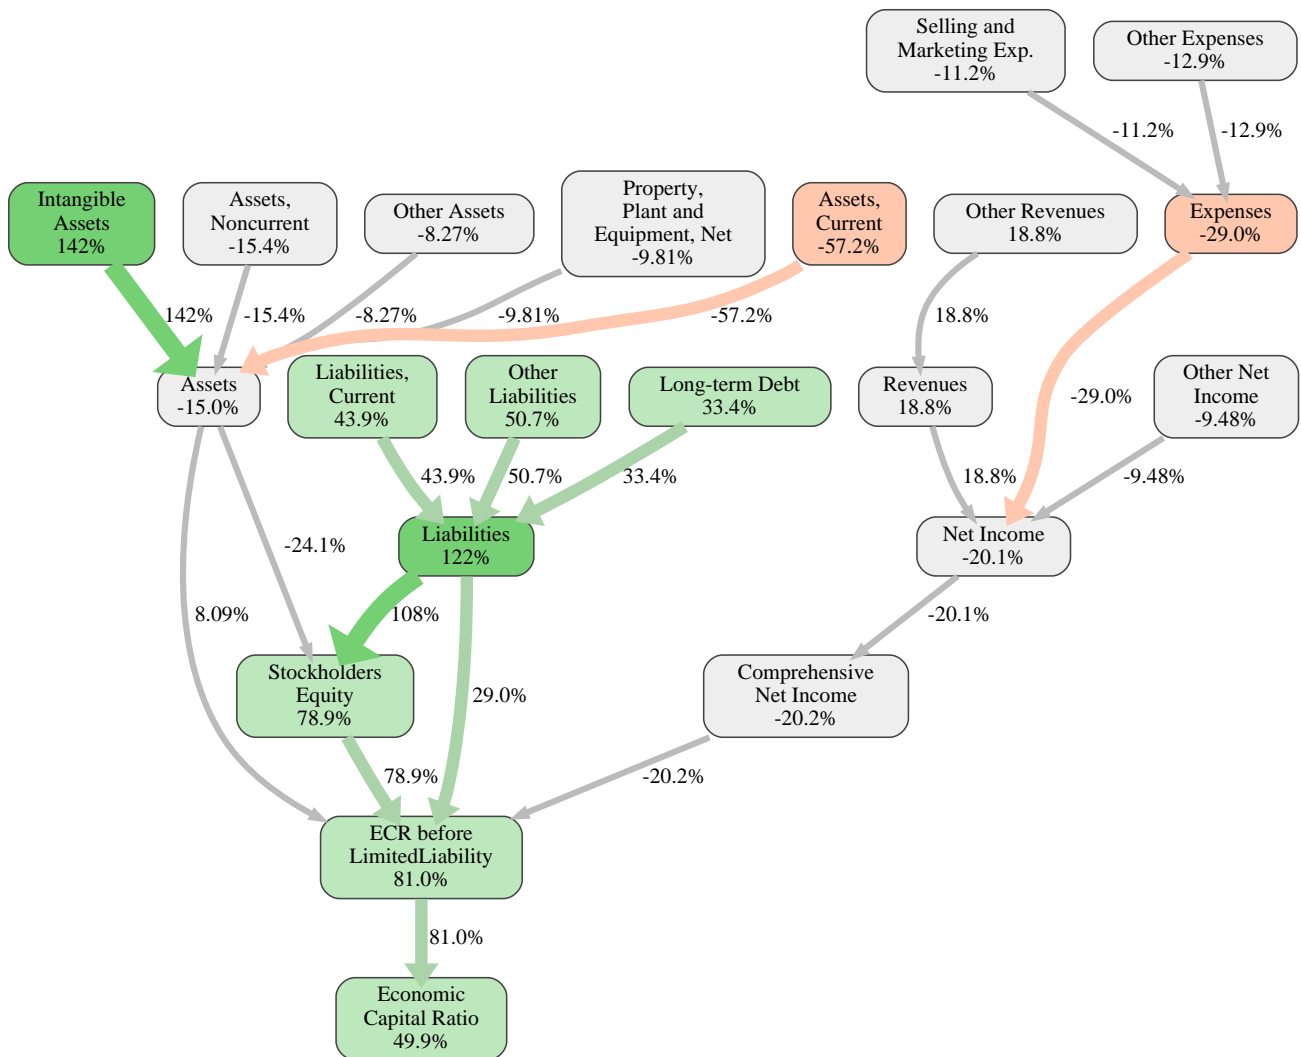 Selling and
Marketing Exp.
-11.2%
Other Expenses
-12.9%
-11.2%
-12.9%
Intangible
Assets
142%
Assets,
Noncurrent
-15.4%
Other Assets
-8.27%
Property,
Plant and
Equipment, Net
-9.81%
Assets,
Current
-57.2%
Other Revenues
18.8%
Expenses
-29.0%
142%
-15.4%
-8.27%
-9.81%
-57.2%
18.8%
Assets
-15.0%
Liabilities,
Current
43.9%
Other
Liabilities
50.7%
Long-term Debt
33.4%
Revenues
18.8%
-29.0%
Other Net
Income
-9.48%
43.9%
50.7%
33.4%
18.8%
-9.48%
-24.1%
Liabilities
122%
Net Income
-20.1%
8.09%
108%
-20.1%
Stockholders
Equity
78.9%
29.0%
Comprehensive
Net Income
-20.2%
78.9%
-20.2%
ECR before
LimitedLiability
81.0%
81.0%
Economic
Capital Ratio
49.9%